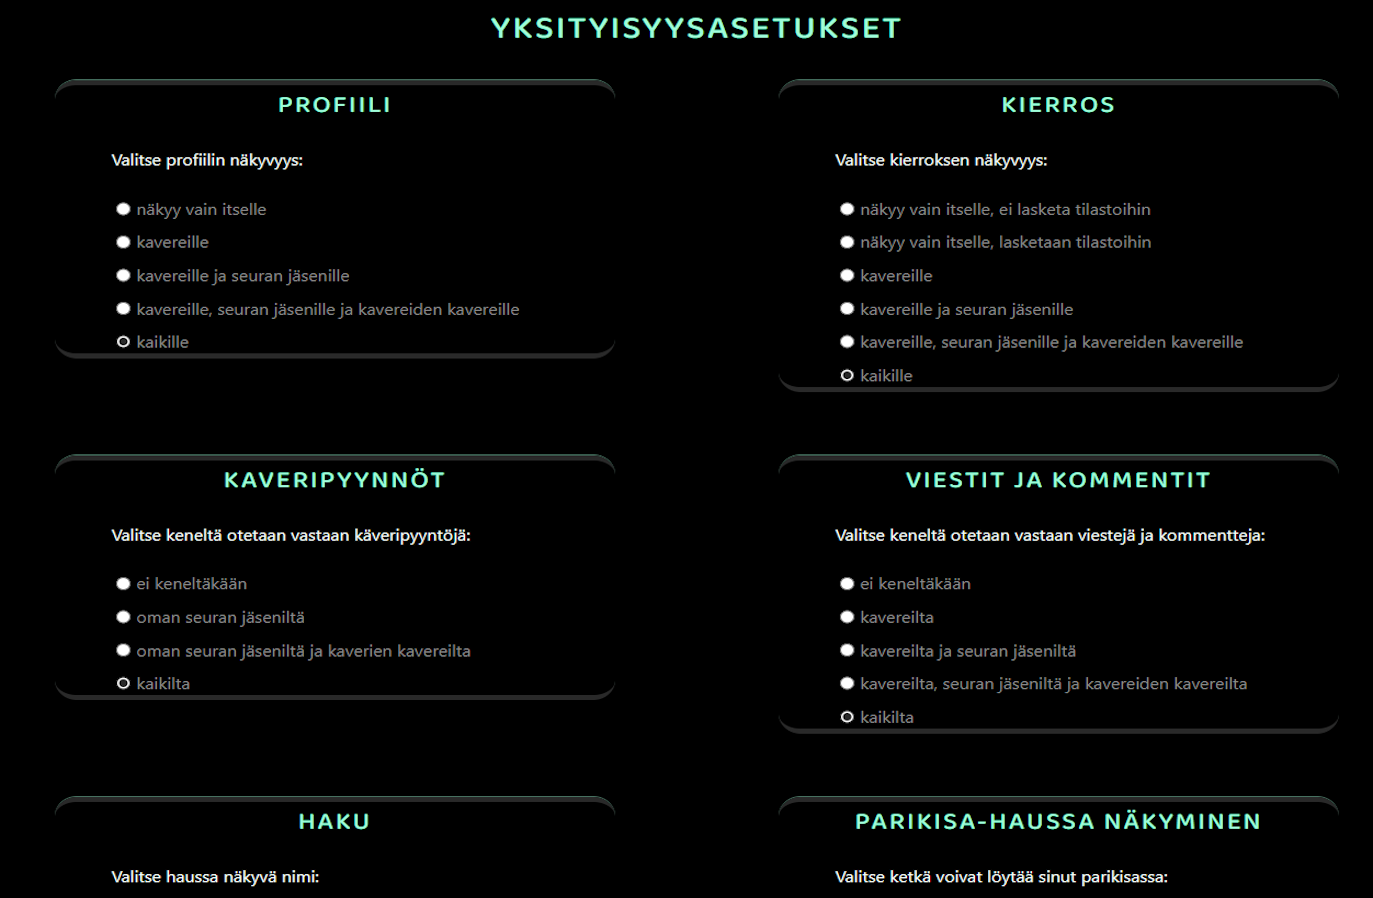 YKSITYISYYSASETUKSET
PROFIILI
Valitse profiilin näkyvyys:
näkyy vain itselle
kavereille
kavereille ja seuran jäsenille
kavereille, seuran jäsenille ja kavereiden kavereille
kaikille
KIERROS
Valitse kierroksen näkyvyys:
näkyy vain itselle, ei lasketa tilastoihin
näkyy vain itselle, lasketaan tilastoihin
kavereille
kavereille ja seuran jäsenille
kavereille, seuran jäsenille ja kavereiden kavereille
kaikille
KAVERIPYYNNÖT
Valitse keneltä otetaan vastaan käveripyyntöjä:
ei keneltäkään
oman seuran jäseniltä
oman seuran jäseniltä ja kaverien kavereilta
kaikilta
VIESTIT JA KOMMENTIT
Valitse keneltä otetaan vastaan viestejä ja kommentteja:
ei keneltäkään
kavereilta
kavereilta ja seuran jäseniltä
kavereilta, seuran jäseniltä ja kavereiden kavereilta
kaikilta
HAKU
Valitse haussa näkyvä nimi:
PARIKISA-HAUSSA NÄKYMINEN
Valitse ketkä voivat löytää sinut parikisassa: